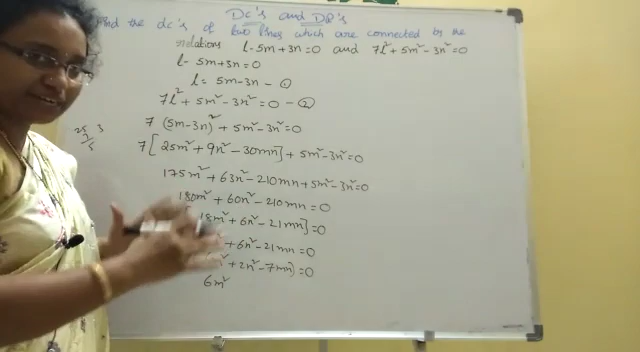 Dc's and DR's
Find the dc's of two lines which are connected by the
relations l-5m+3n=0 and 7l²+5m²-3n²=0
l-5m+3n=0
l=5m-3n-①
7l²+5m²-3n²=0-②
7(5m-3n)²+5m²-3n²=0
7[25m²+9n²-30mn]+5m²-3n²=0
175m²+63n²-210mn+5m²-3n²=0
180m²+60n²-210mn=0
18m²+6n²-21mn]=0
+6n²-21mn=0
m²+2n²-7mn)=0
6m²